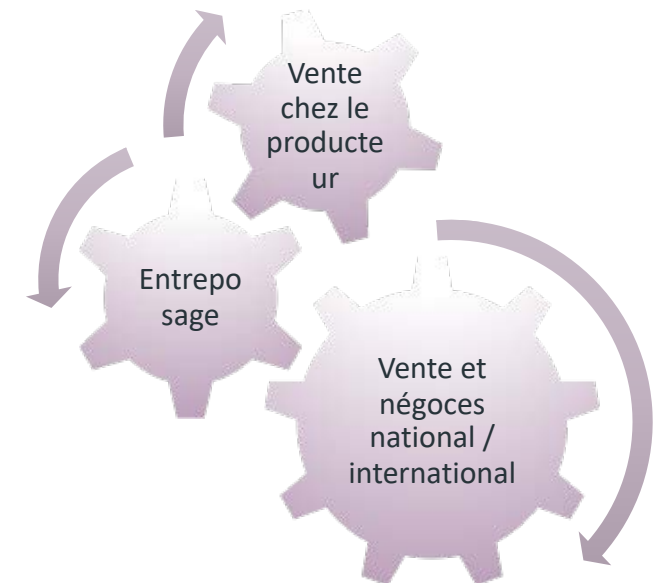 Vente
chez le
producte
ur
Entrepo
sage
Vente et
négoces
national /
international